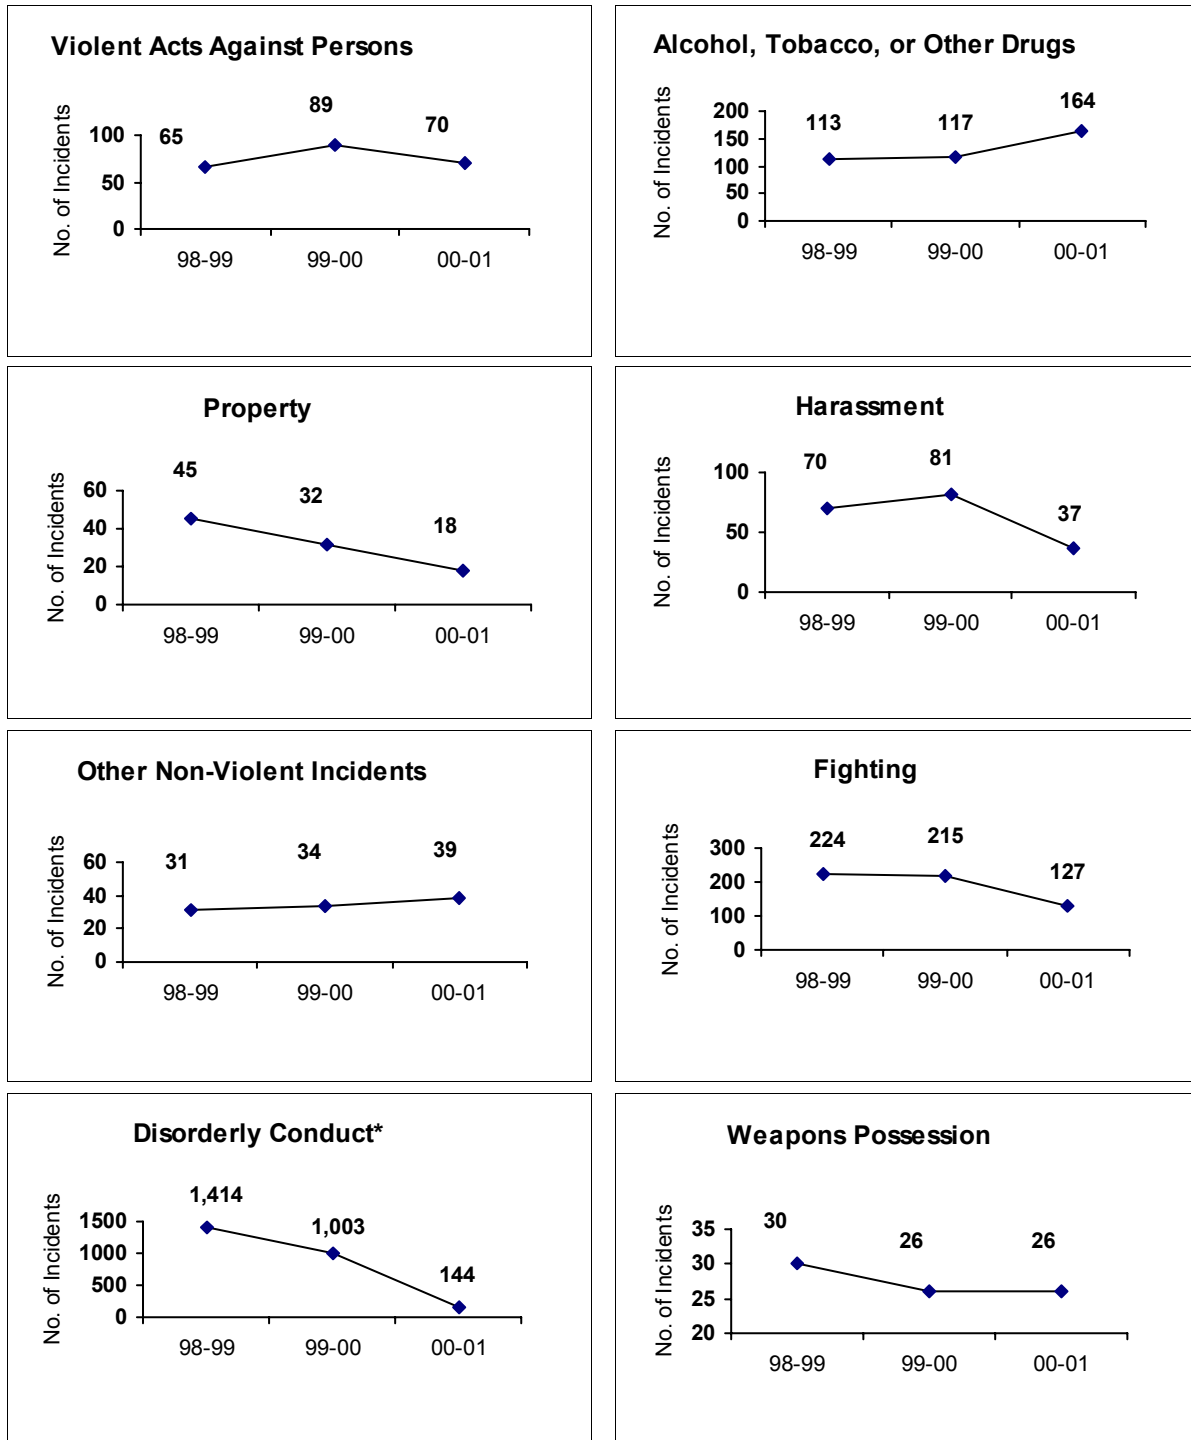 Violent Acts Against Persons
No. of Incidents
100
50
0
65
89
70
98-99 99-00 00-01
Alcohol, Tobacco, or Other Drugs
No. of Incidents
200
150
100
50
0
113
117
164
98-99 99-00 00-01
Property
No. of Incidents
60
40
20
0
45
32
18
98-99 99-00 00-01
Harassment
No. of Incidents
100
50
0
70
81
37
98-99 99-00 00-01
Other Non-Violent Incidents
No. of Incidents
60
40
20
0
31
34
39
98-99 99-00 00-01
Fighting
No. of Incidents
300
200
100
0
224
215
127
98-99 99-00 00-01
Disorderly Conduct*
No. of Incidents
1500
1000
500
0
1,414
1,003
144
98-99 99-00 00-01
Weapons Possession
No. of Incidents
35
30
25
20
30
26
26
98-99 99-00 00-01